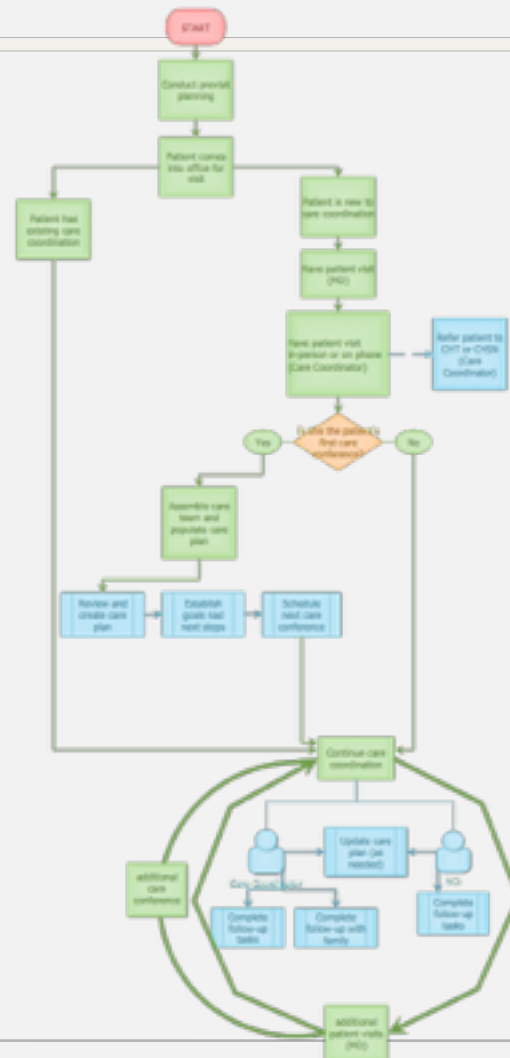 START
Conduct previsit
planning
Patient comes
into office for
visit
Patient has
existing care
coordination
Patient is new to
care coordination
Have patient visit
(MD)
Have patient visit
in-person or on phone
(Care Coordinator)
Refer patient to
CHT or
(Care
Coordinator)
Is this the patient's
first care
conference?
Yes
No
Assemble care
team and
populate care
plan
Review and
create care
plan
Establish
goals and
next steps
Schedule
next care
conference
Continue care
coordination
Update care
plan (as
needed)
Care Coordinator
MD
additional
care
conference
Complete
follow-up
tasks
Complete
follow-up with
family
Complete
follow-up
tasks
additional
patient visits
(MD)